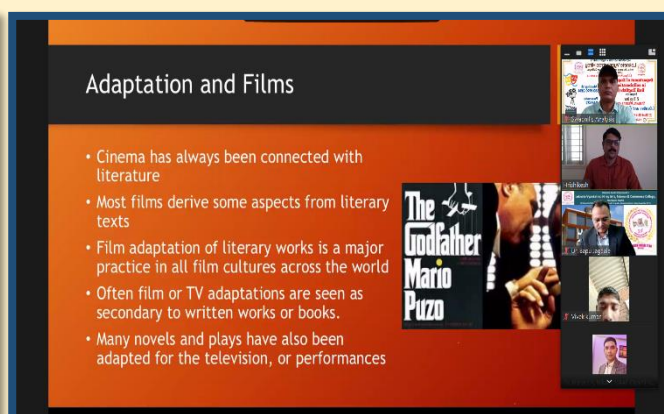 Adaptation and Films
• Cinema has always been connected with
literature
• Most films derive some aspects from literary
texts
• Film adaptation of literary works is a major
practice in all film cultures across the world
• Often film or TV adaptations are seen as
secondary to written works or books.
• Many novels and plays have also been
adapted for the television, or performances
The
Godfather
Mario
Puzo
Hrishikesh